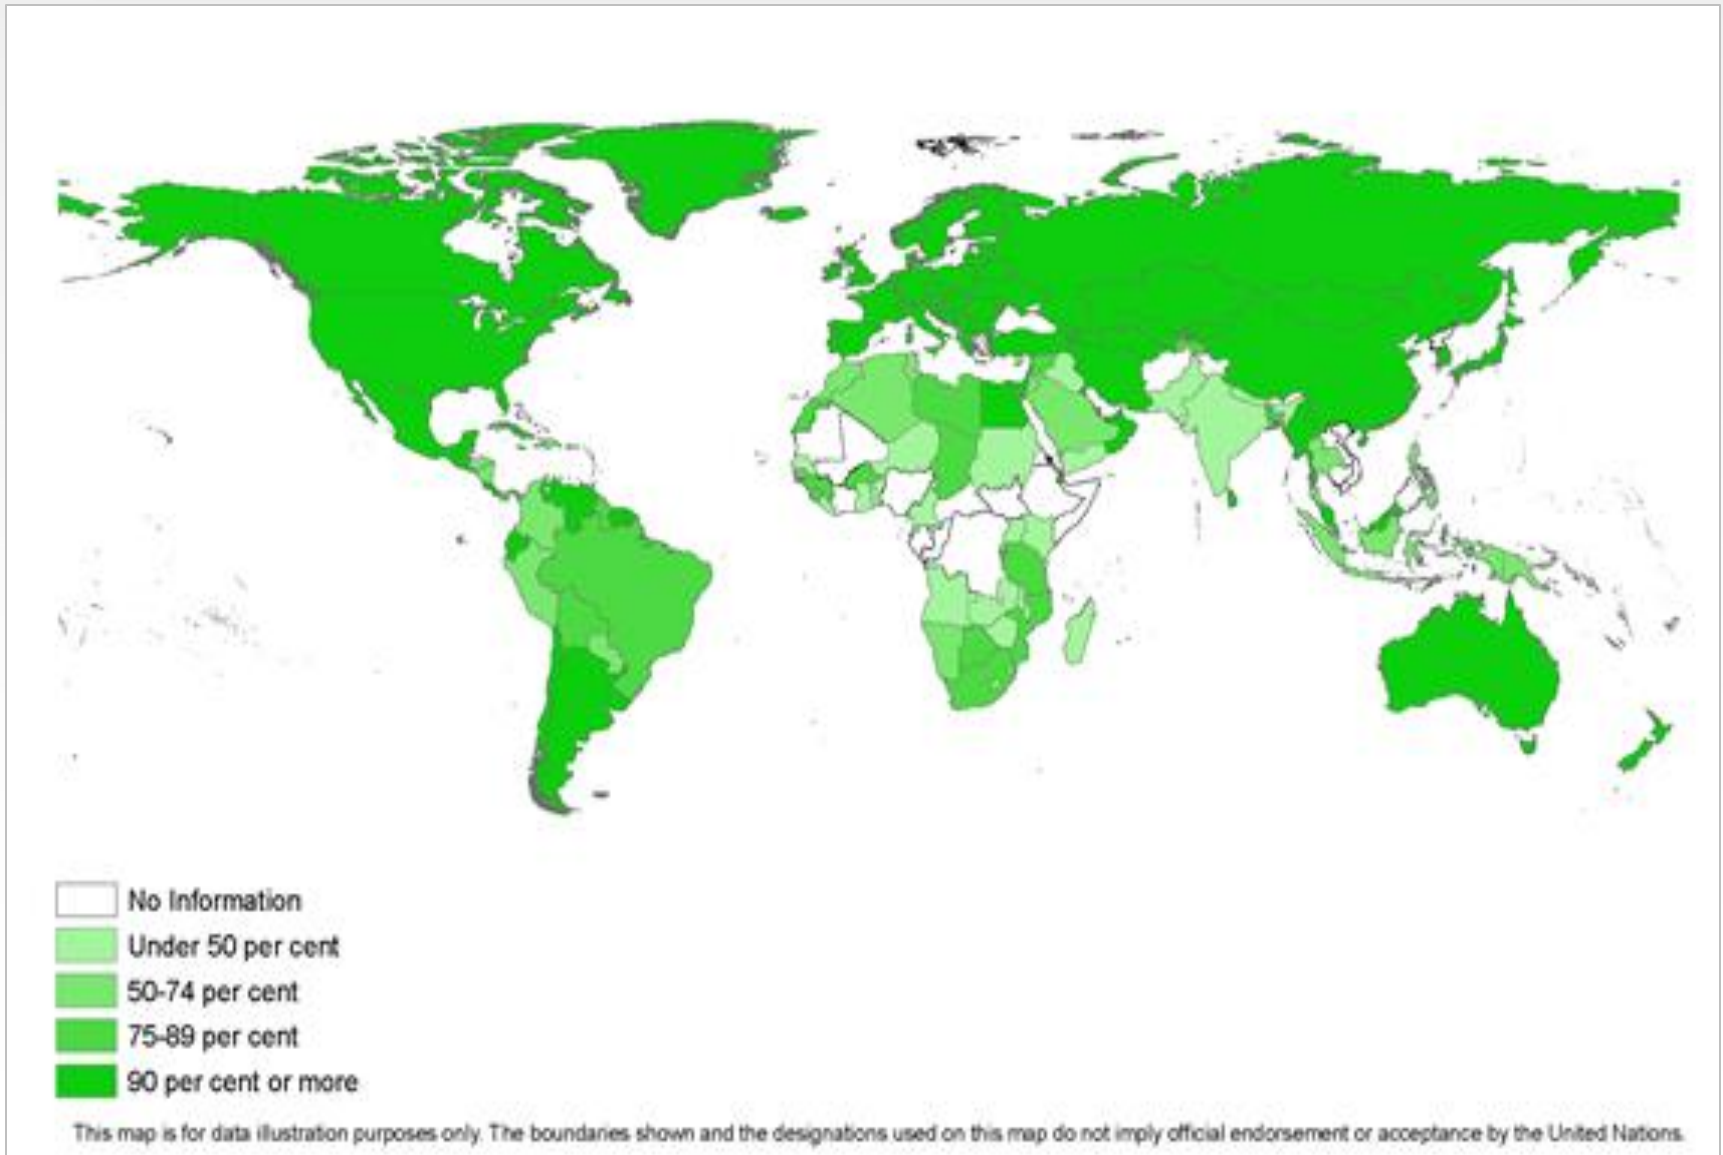 No Information
Under 50 per cent
50-74 per cent
75-89 per cent
90 per cent or more
This map is for data illustration purposes only. The boundaries shown and the designations used on this map do not imply official endorsement or acceptance by the United Nations.